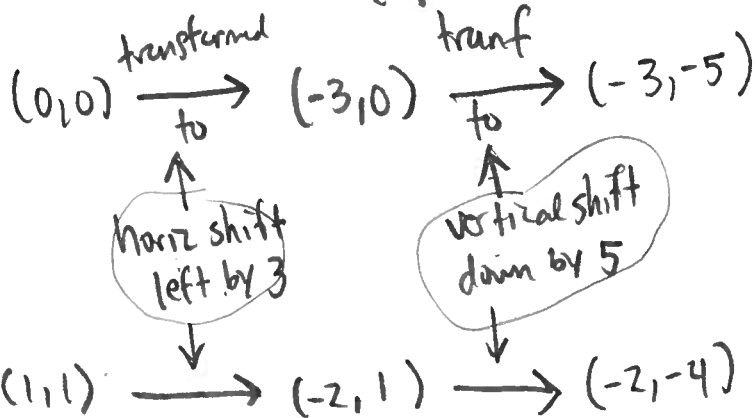 transformed tranf
(0,0) → (-3,0) → (-3,-5)
to to
horiz shift
left by 3
vertical shift
down by 5
(1,1) → (-2,1) → (-2,-4)